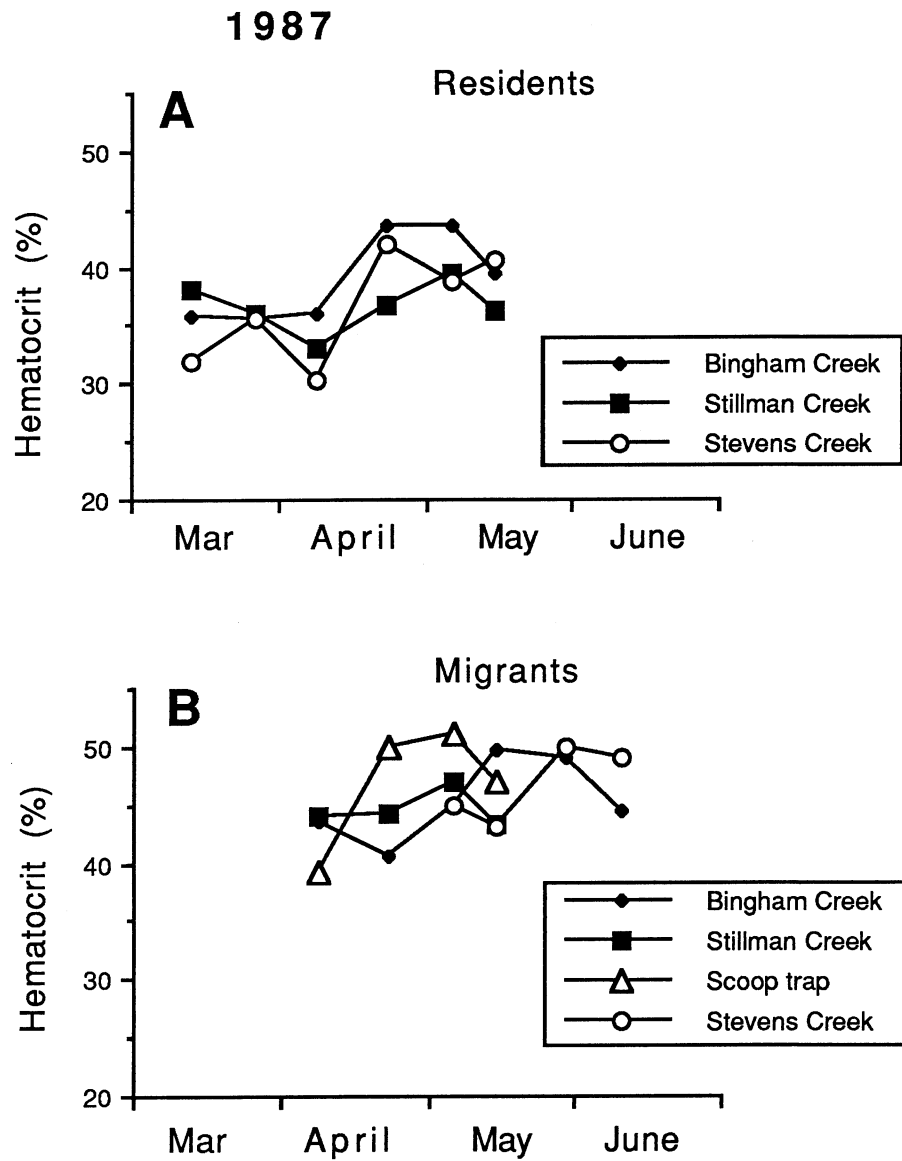 1987
Residents
A
50
40
30
20
Hematocrit (%)
Mar April May June
Bingham Creek
Stillman Creek
Stevens Creek
Migrants
B
50
40
30
20
Hematocrit (%)
Mar April May June
Bingham Creek
Stillman Creek
Scoop trap
Stevens Creek